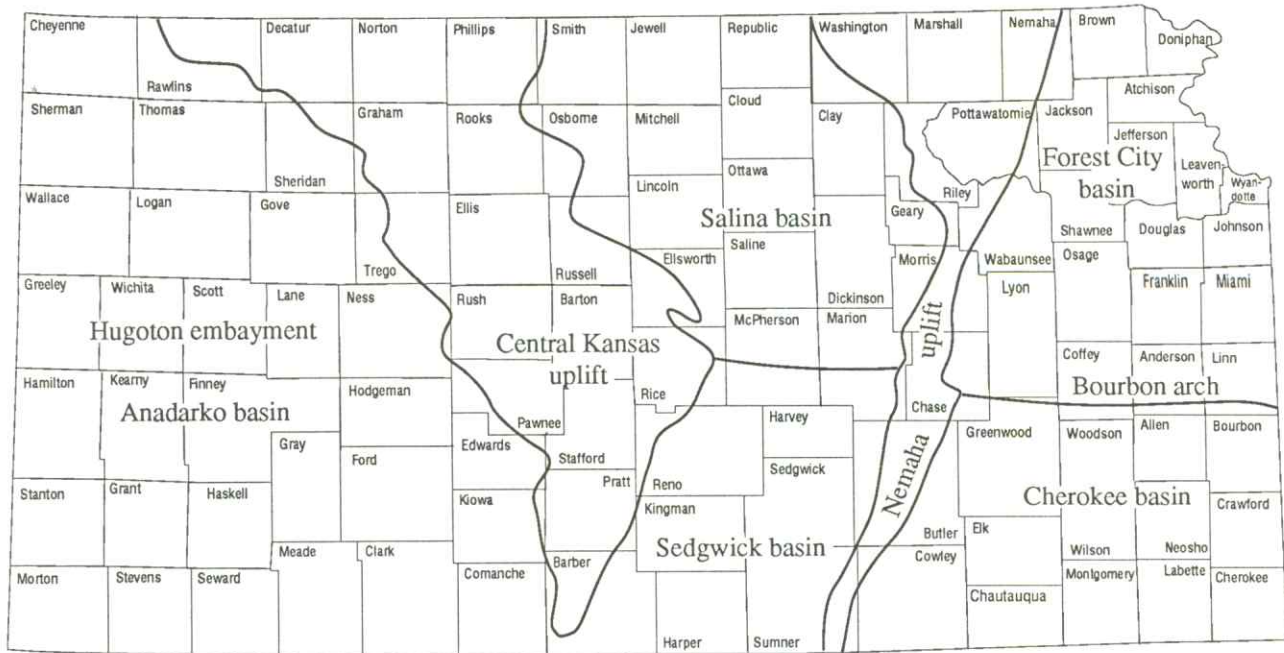 Cheyenne
Rawlins
Decatur
Norton
Phillips
Smith
Jewell
Republic
Washington
Marshall
Nemaha
Brown
Doniphan
Sherman
Thomas
Sheridan
Graham
Rooks
Osborne
Mitchell
Cloud
Clay
Pottawatomie
Jackson
Atchison
Jefferson
Forest City
basin
Leaven-
worth
Wyan-
dotte
Wallace
Logan
Gove
Trego
Ellis
Russell
Lincoln
Ottawa
Salina basin
Saline
Ellsworth
Dickinson
Geary
Riley
Morris
Wabaunsee
Shawnee
Osage
Douglas
Johnson
Greeley
Wichita
Scott
Lane
Ness
Rush
Barton
McPherson
Marion
Lyon
Franklin
Miami
Hugoton embayment
Central Kansas
uplift
Rice
Nemaha
uplift
Chase
Coffey
Anderson
Linn
Bourbon arch
Hamilton
Kearny
Finney
Anadarko basin
Hodgeman
Pawnee
Gray
Ford
Edwards
Stafford
Pratt
Reno
Harvey
Sedgwick
Greenwood
Woodson
Allen
Bourbon
Stanton
Grant
Haskell
Kiowa
Kingman
Sedgwick basin
Butler
Elk
Cherokee basin
Wilson
Neosho
Crawford
Morton
Stevens
Seward
Meade
Clark
Comanche
Barber
Harper
Sumner
Cowley
Chautauqua
Montgomery
Labette
Cherokee